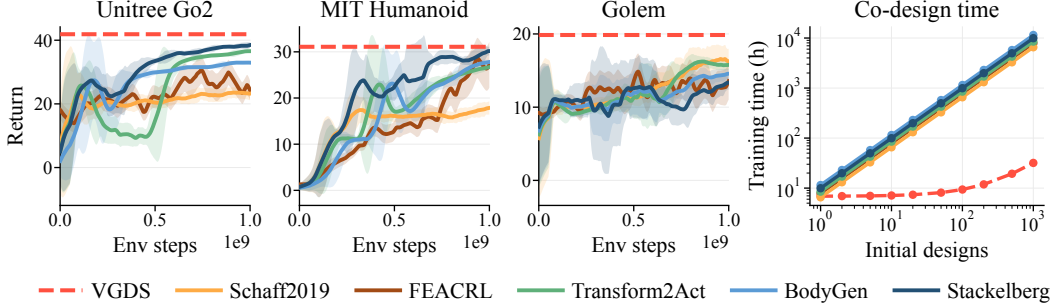 Unitree Go2
MIT Humanoid
Golem
Co-design time
Return
40
20
0
0.0
0.5
1.0
1e9
Env steps
30
20
10
0
0.0
0.5
1.0
1e9
Env steps
20
10
0
0.0
0.5
1.0
1e9
Env steps
Training time (h)
10^4
10^3
10^2
10^1
10^0
10^1
10^2
10^3
Initial designs
VGDS
Schaff2019
FEACRL
Transform2Act
BodyGen
Stackelberg